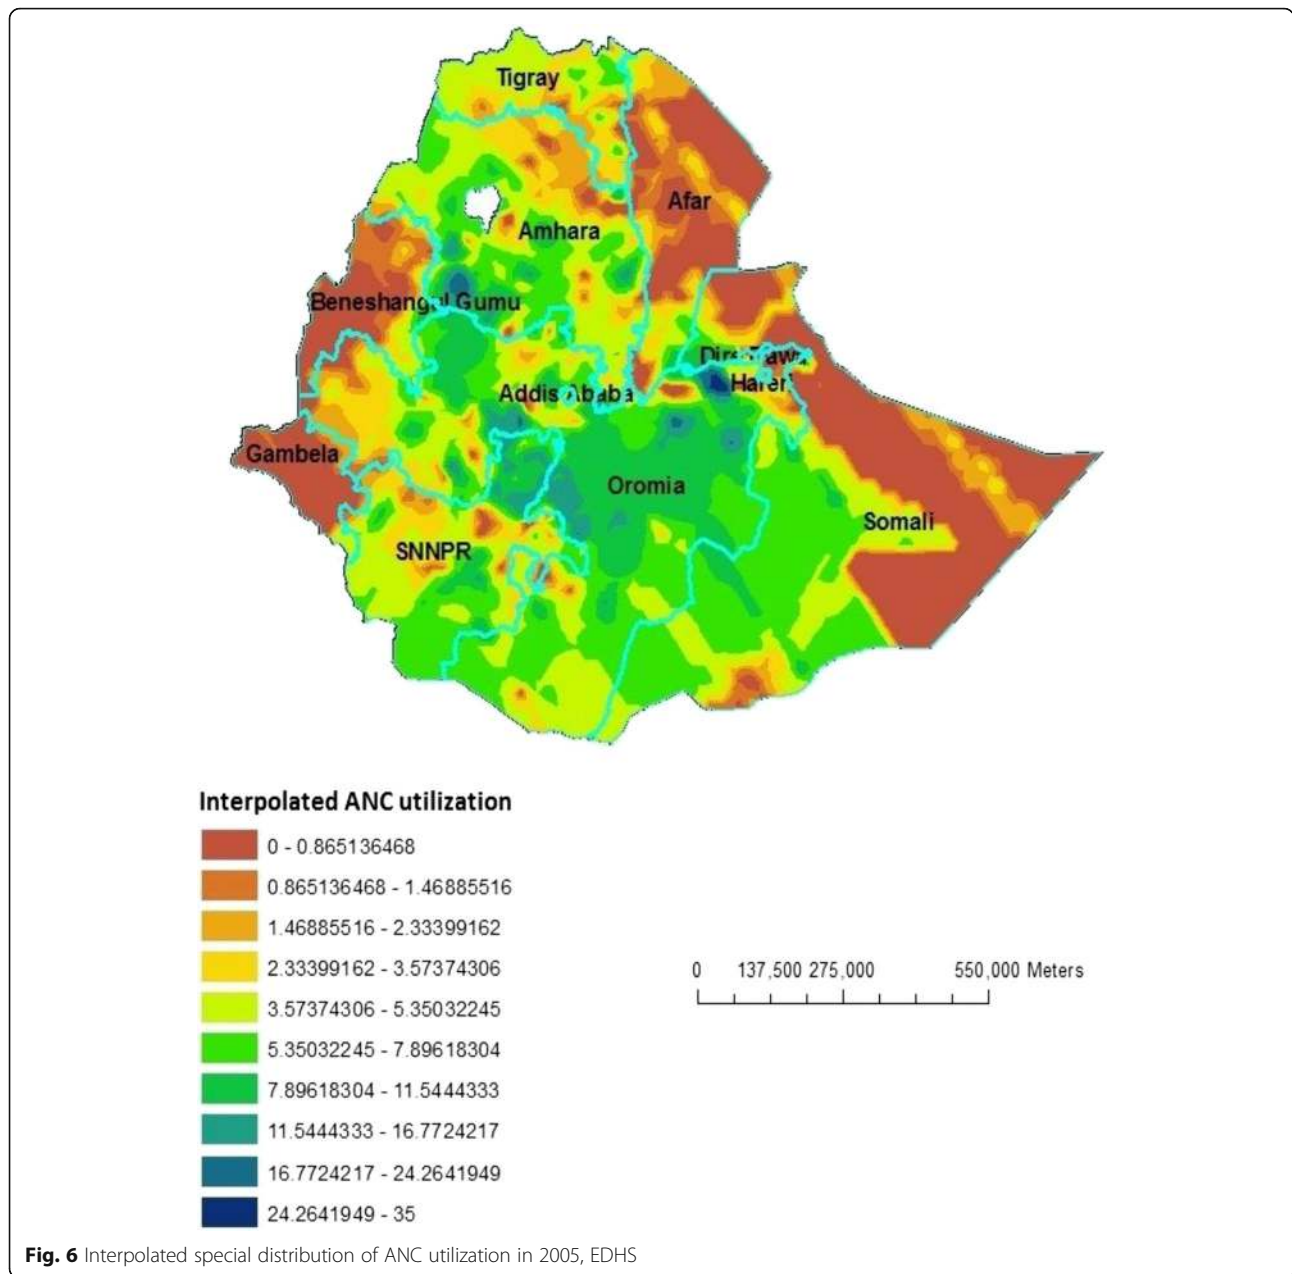 Tigray
Afar
Amhara
Beneshangul Gumu
Dire Dawa
Hareri
Addis Ababa
Gambela
Oromia
Somali
SNNPR
Interpolated ANC utilization
0 - 0.865136468
0.865136468 - 1.46885516
1.46885516 - 2.33399162
2.33399162 - 3.57374306
3.57374306 - 5.35032245
5.35032245 - 7.89618304
7.89618304 - 11.5444333
11.5444333 - 16.7724217
16.7724217 - 24.2641949
24.2641949 - 35
0 137,500 275,000 550,000 Meters
Fig. 6 Interpolated special distribution of ANC utilization in 2005, EDHS